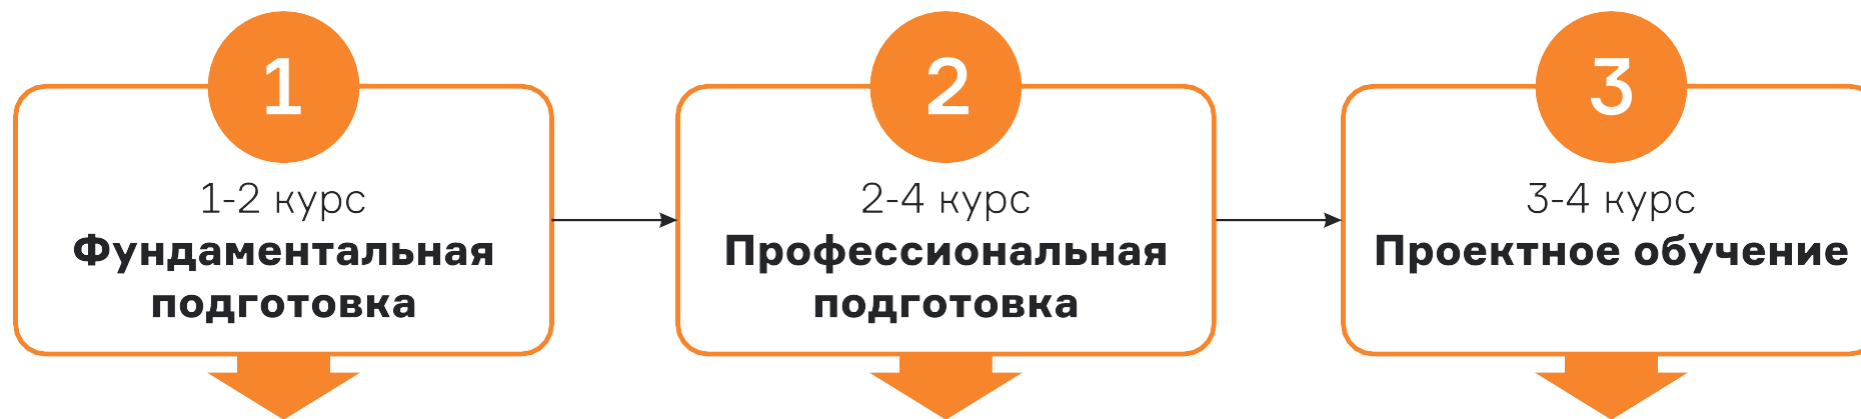 1
1-2 курс
Фундаментальная
подготовка
2
2-4 курс
Профессиональная
подготовка
3
3-4 курс
Проектное обучение